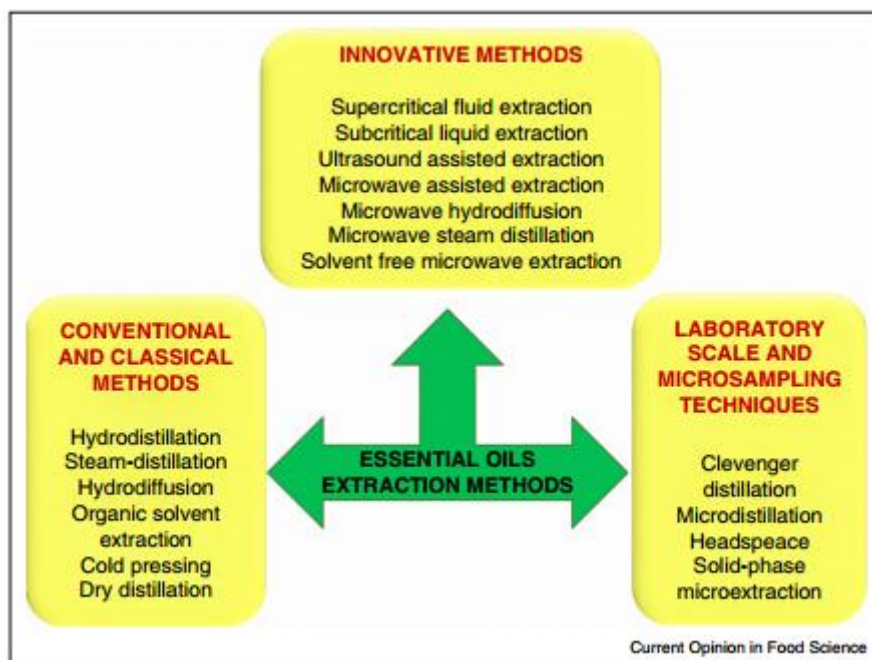 INNOVATIVE METHODS
Supercritical fluid extraction
Subcritical liquid extraction
Ultrasound assisted extraction
Microwave assisted extraction
Microwave hydrodiffusion
Microwave steam distillation
Solvent free microwave extraction
CONVENTIONAL
AND CLASSICAL
METHODS
Hydrodistillation
Steam-distillation
Hydrodiffusion
Organic solvent
extraction
Cold pressing
Dry distillation
ESSENTIAL OILS
EXTRACTION METHODS
LABORATORY
SCALE AND
MICROSAMPLING
TECHNIQUES
Clevenger
distillation
Microdistillation
Headspeace
Solid-phase
microextraction
Current Opinion in Food Science